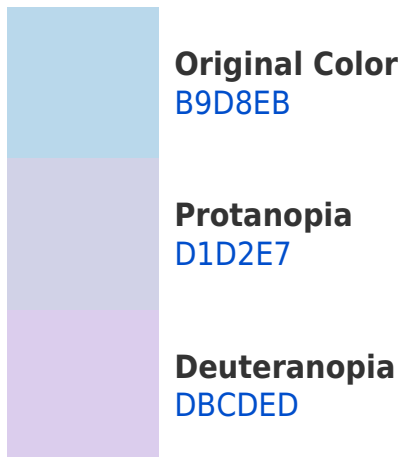 Original Color
B9D8EB
Protanopia
D1D2E7
Deuteranopia
DBCDED